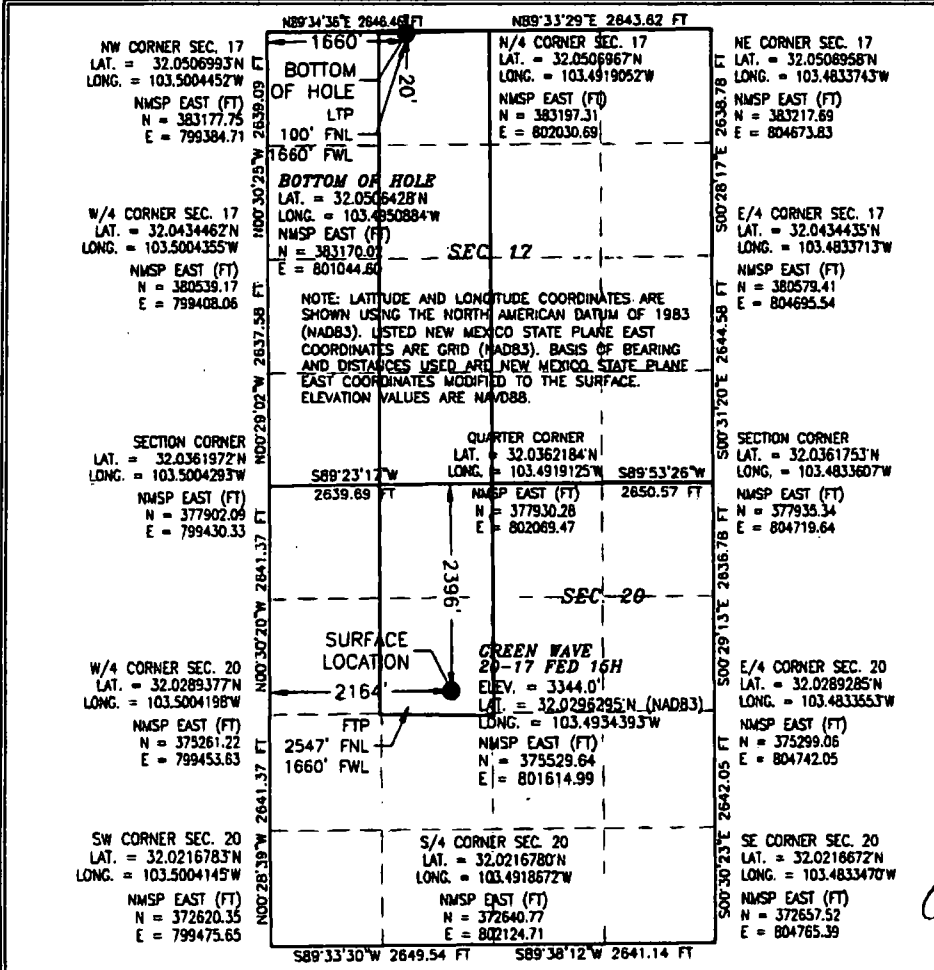 N89°34'36"E 2646.46 FT
N89°33'29"E 2643.62 FT
NW CORNER SEC. 17
LAT. = 32.0506993'N
LONG. = 103.5004452'W
NMSP EAST (FT)
N = 383177.75
E = 799384.71
1660'
BOTTOM
OF HOLE
20'
LTP
100' FNL
1660' FWL
N/4 CORNER SEC. 17
LAT. = 32.0506967'N
LONG. = 103.4919052'W
NMSP EAST (FT)
N = 383197.31
E = 802030.69
NE CORNER SEC. 17
LAT. = 32.0506958'N
LONG. = 103.4833743'W
NMSP EAST (FT)
N = 383217.69
E = 804673.83
N00°30'25"W 2639.09 FT
S00°28'17"E 2638.78 FT
BOTTOM OF HOLE
LAT. = 32.0506428'N
LONG. = 103.4950884'W
NMSP EAST (FT)
N = 383170.02
E = 801044.60
SEC. 17
W/4 CORNER SEC. 17
LAT. = 32.0434462'N
LONG. = 103.5004355'W
NMSP EAST (FT)
N = 380539.17
E = 799408.06
E/4 CORNER SEC. 17
LAT. = 32.0434435'N
LONG. = 103.4833713'W
NMSP EAST (FT)
N = 380579.41
E = 804695.54
NOTE: LATITUDE AND LONGITUDE COORDINATES ARE
SHOWN USING THE NORTH AMERICAN DATUM OF 1983
(NAD83). LISTED NEW MEXICO STATE PLANE EAST
COORDINATES ARE GRID (NAD83). BASIS OF BEARING
AND DISTANCES USED ARE NEW MEXICO STATE PLANE
EAST COORDINATES MODIFIED TO THE SURFACE.
ELEVATION VALUES ARE NAVD88.
N00°29'02"W 2637.58 FT
S00°31'20"E 2644.58 FT
SECTION CORNER
LAT. = 32.0361972'N
LONG. = 103.5004293'W
NMSP EAST (FT)
N = 377902.09
E = 799430.33
S89°23'17"W
2639.69 FT
QUARTER CORNER
LAT. = 32.0362184'N
LONG. = 103.4919125'W
NMSP EAST (FT)
N = 377930.28
E = 802069.47
S89°53'26"W
2650.57 FT
SECTION CORNER
LAT. = 32.0361753'N
LONG. = 103.4833607'W
NMSP EAST (FT)
N = 377935.34
E = 804719.64
N00°30'20"W 2641.37 FT
2396'
S00°29'13"E 2636.78 FT
SEC. 20
SURFACE
LOCATION
2164'
GREEN WAVE
20-17 FED 16H
ELEV. = 3344.0'
LAT. = 32.0296295'N (NAD83)
LONG. = 103.4934393'W
NMSP EAST (FT)
N = 375529.64
E = 801614.99
W/4 CORNER SEC. 20
LAT. = 32.0289377'N
LONG. = 103.5004198'W
NMSP EAST (FT)
N = 375261.22
E = 799453.63
E/4 CORNER SEC. 20
LAT. = 32.0289285'N
LONG. = 103.4833553'W
NMSP EAST (FT)
N = 375299.06
E = 804742.05
FTP
2547' FNL
1660' FWL
N00°28'39"W 2641.37 FT
S00°30'23"E 2642.05 FT
SW CORNER SEC. 20
LAT. = 32.0216783'N
LONG. = 103.5004145'W
NMSP EAST (FT)
N = 372620.35
E = 799475.65
S/4 CORNER SEC. 20
LAT. = 32.0216780'N
LONG. = 103.4918672'W
NMSP EAST (FT)
N = 372640.77
E = 802124.71
SE CORNER SEC. 20
LAT. = 32.0216672'N
LONG. = 103.4833470'W
NMSP EAST (FT)
N = 372657.52
E = 804765.39
S89°33'30"W 2649.54 FT
S89°38'12"W 2641.14 FT